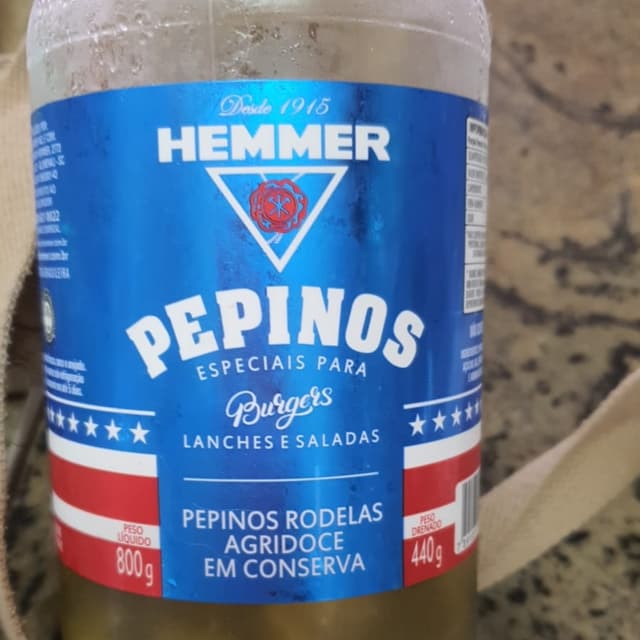 Desde 1915
HEMMER
PEPINOS
ESPECIAIS PARA
Burgers
LANCHES E SALADAS
PEPINOS RODELAS
AGRIDOCE
EM CONSERVA
PESO
LÍQUIDO
800g
PESO
DRENADO
440g